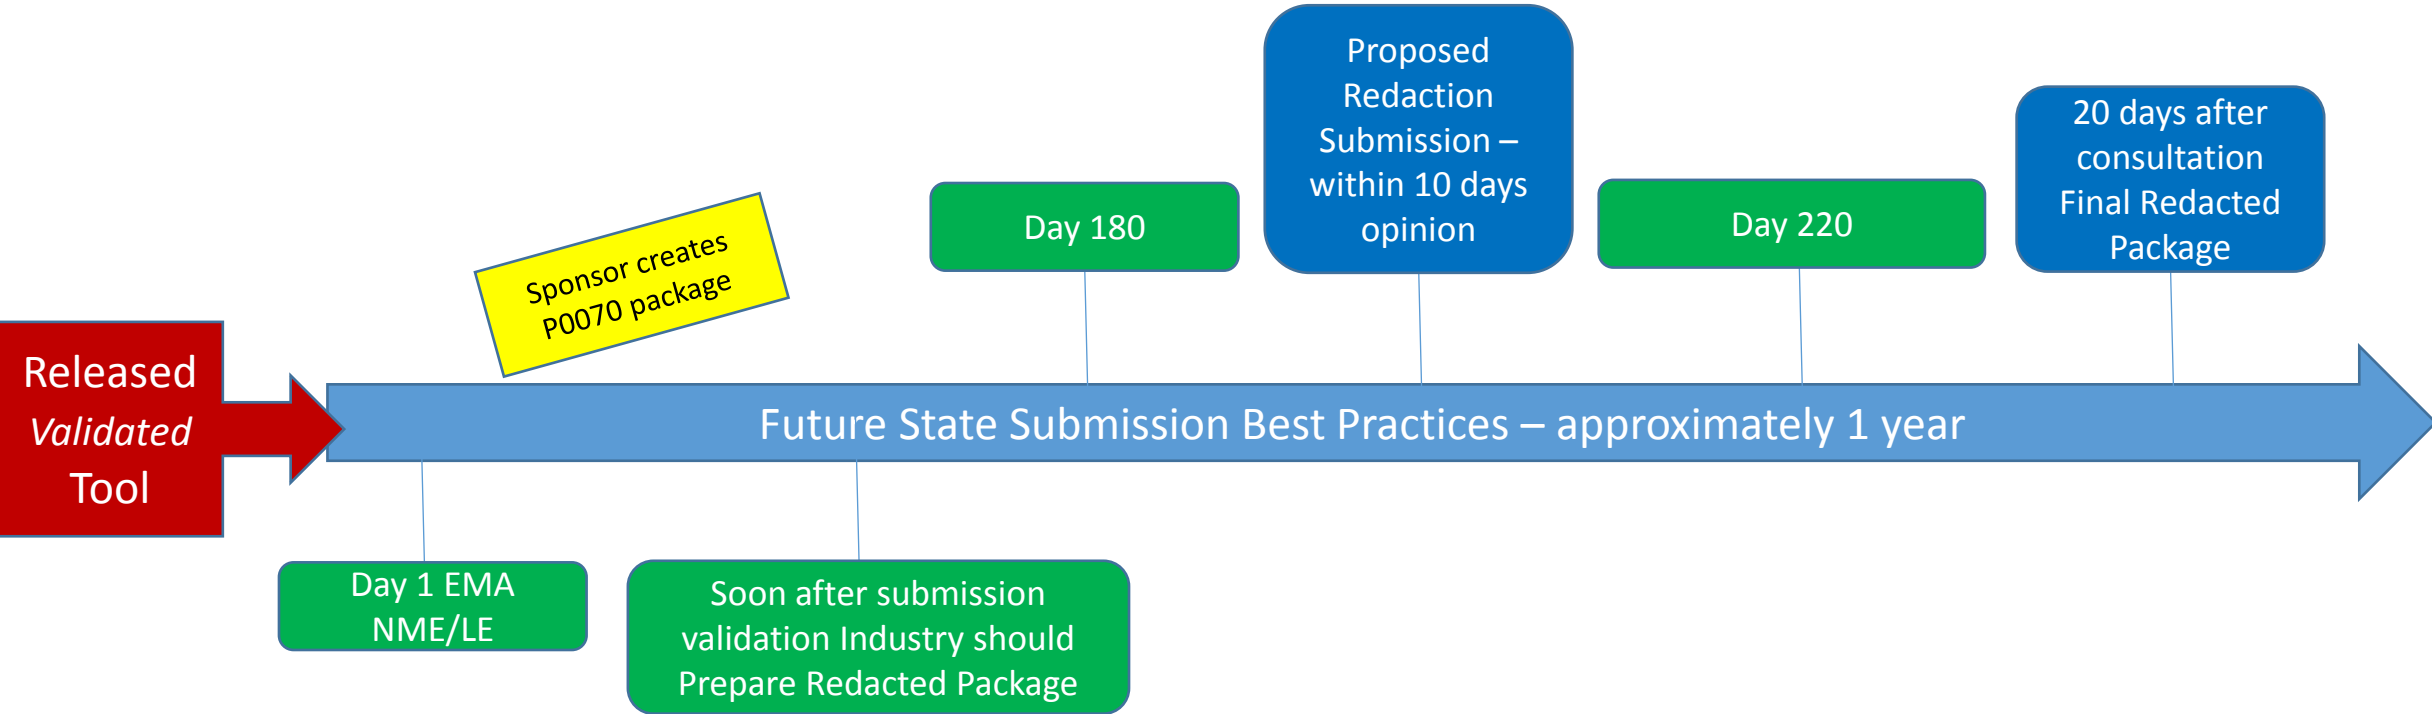 Released
Validated
Tool
Sponsor creates
P0070 package
Day 180
Proposed
Redaction
Submission –
within 10 days
opinion
Day 220
20 days after
consultation
Final Redacted
Package
Future State Submission Best Practices – approximately 1 year
Day 1 EMA
NME/LE
Soon after submission
validation Industry should
Prepare Redacted Package